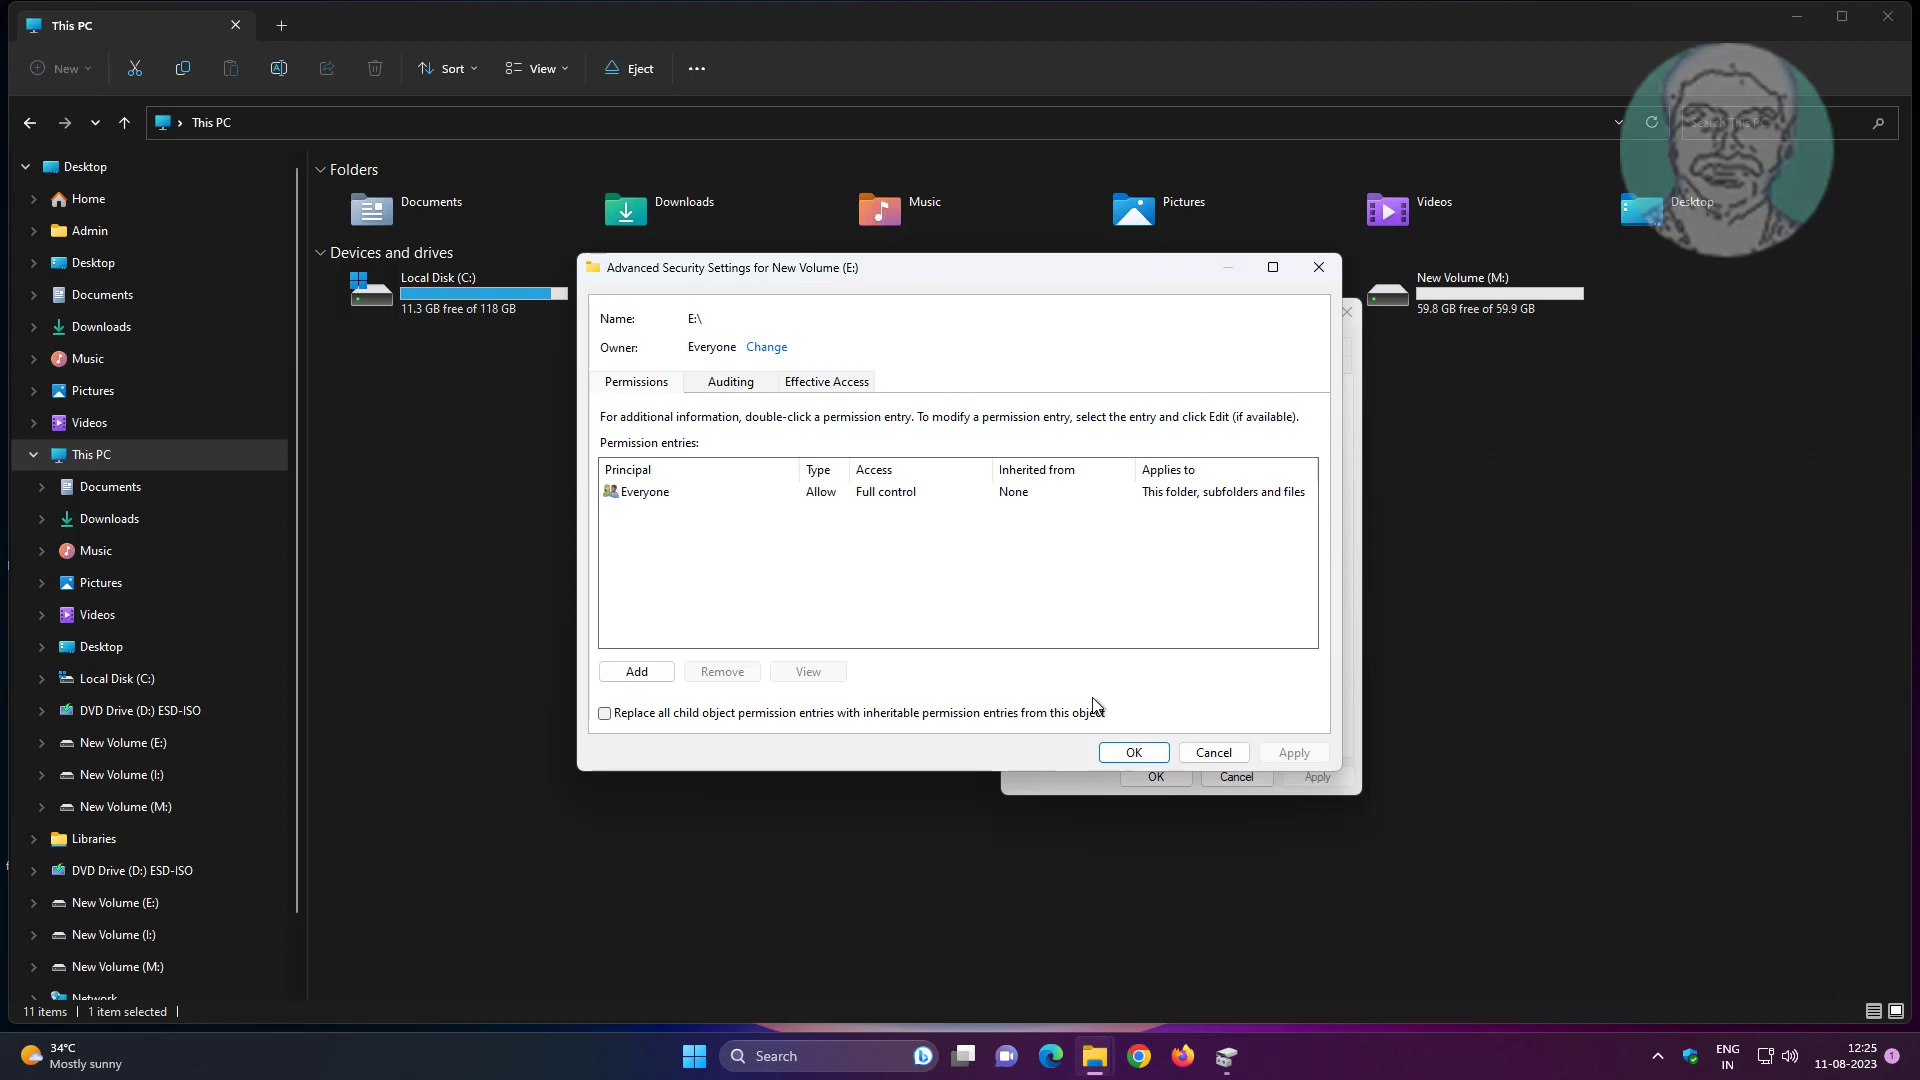 This PC
New
Sort
View
Eject
This PC
Search This PC
Desktop
Home
Admin
Desktop
Documents
Downloads
Music
Pictures
Videos
This PC
Documents
Downloads
Music
Pictures
Videos
Desktop
Local Disk (C:)
DVD Drive (D:) ESD-ISO
New Volume (E:)
New Volume (I:)
New Volume (M:)
Libraries
DVD Drive (D:) ESD-ISO
New Volume (E:)
New Volume (I:)
New Volume (M:)
Network
11 items
1 item selected
Folders
Documents
Downloads
Music
Pictures
Videos
Desktop
Devices and drives
Local Disk (C:)
11.3 GB free of 118 GB
New Volume (M:)
59.8 GB free of 59.9 GB
Advanced Security Settings for New Volume (E:)
Name: E:\
Owner: Everyone Change
Permissions Auditing Effective Access
For additional information, double-click a permission entry. To modify a permission entry, select the entry and click Edit (if available).
Permission entries:
Principal Type Access Inherited from Applies to
Everyone Allow Full control None This folder, subfolders and files
Add Remove View
Replace all child object permission entries with inheritable permission entries from this object
OK Cancel Apply
OK Cancel Apply
34°C
Mostly sunny
Search
ENG
IN
12:25
11-08-2023
1